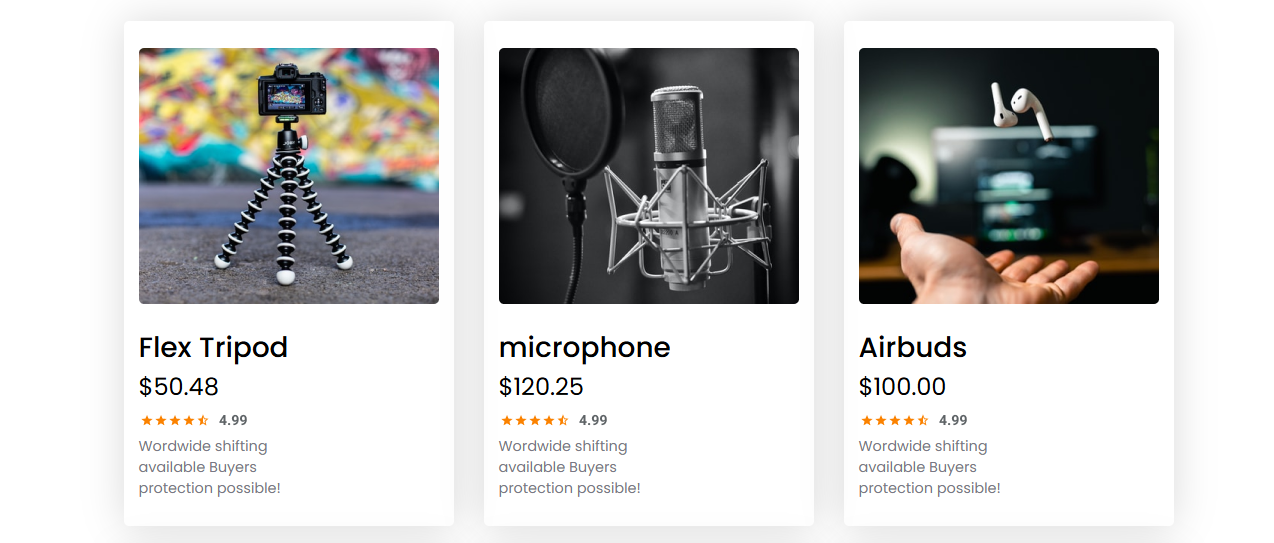 Flex Tripod
$50.48
4.99
Wordwide shifting
available Buyers
protection possible!
microphone
$120.25
4.99
Wordwide shifting
available Buyers
protection possible!
Airbuds
$100.00
4.99
Wordwide shifting
available Buyers
protection possible!